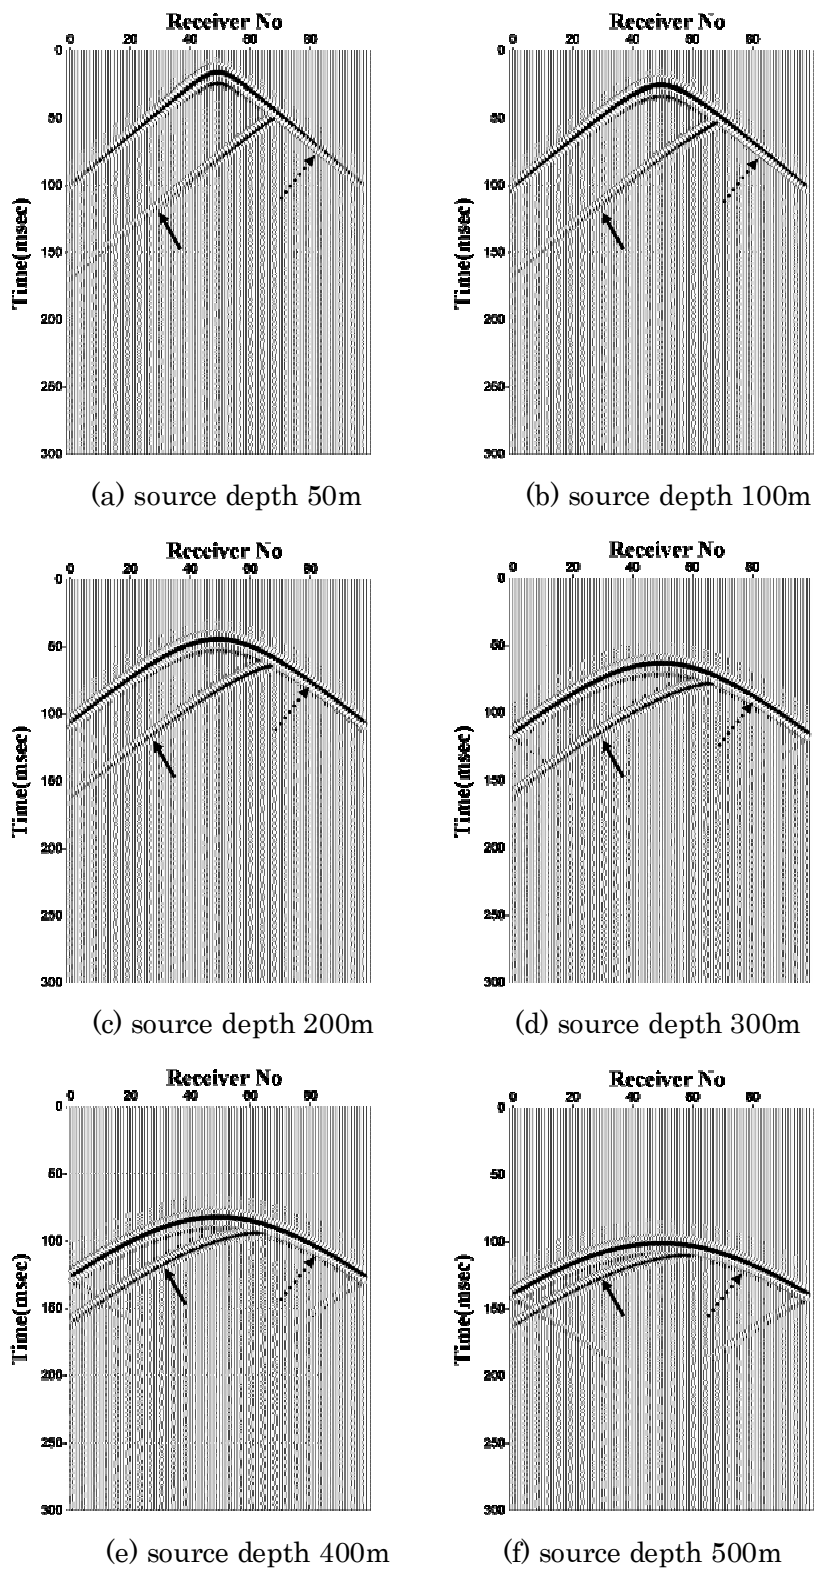 Receiver No
0 20 40 60 80
0
50
100
150
200
250
300
Time(msec)
(a) source depth 50m
Receiver No
0 20 40 60 80
0
50
100
150
200
250
300
Time(msec)
(b) source depth 100m
Receiver No
0 20 40 60 80
0
50
100
150
200
250
300
Time(msec)
(c) source depth 200m
Receiver No
0 20 40 60 80
0
50
100
150
200
250
300
Time(msec)
(d) source depth 300m
Receiver No
0 20 40 60 80
0
50
100
150
200
250
300
Time(msec)
(e) source depth 400m
Receiver No
0 20 40 60 80
0
50
100
150
200
250
300
Time(msec)
(f) source depth 500m